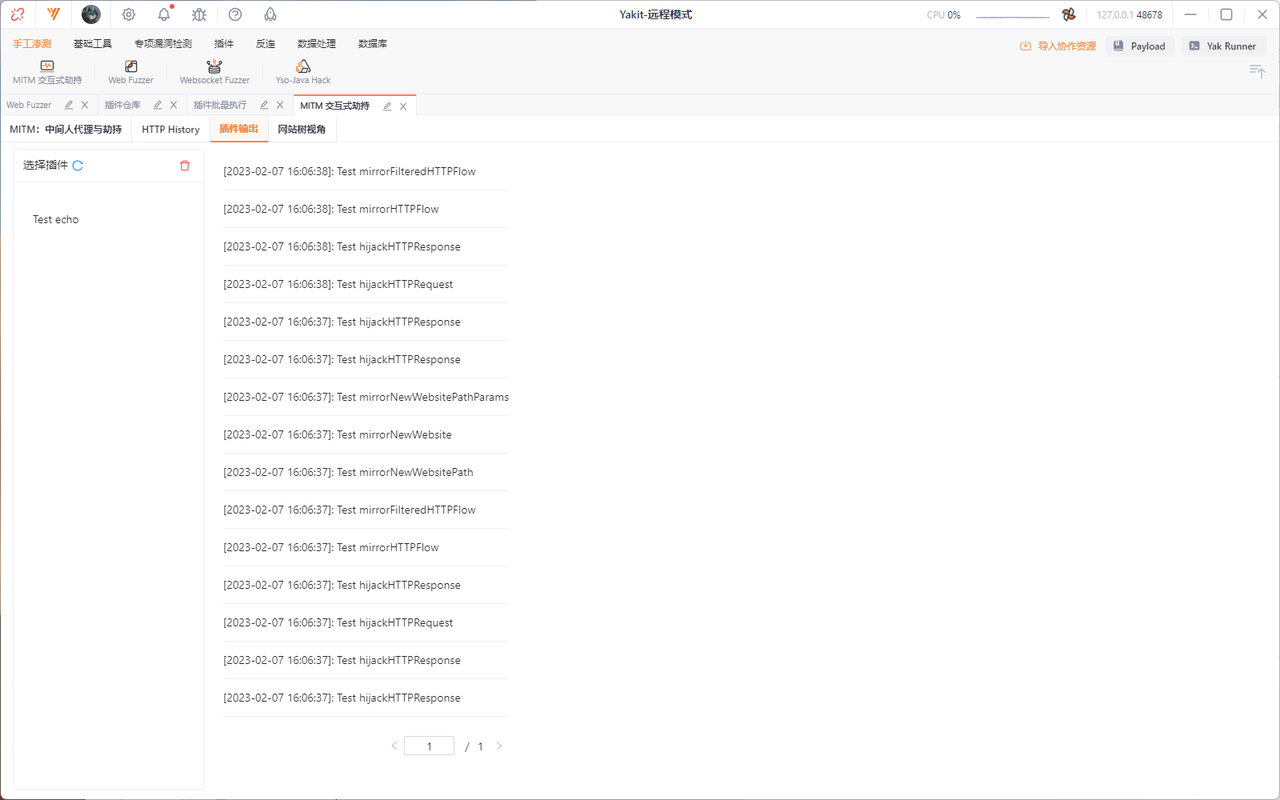 Yakit-远程模式
CPU 0%
127.0.0.1 48678
手工渗测 基础工具 专项漏洞检测 插件 反连 数据处理 数据库
导入协作资源 Payload Yak Runner
MITM 交互式劫持 Web Fuzzer Websocket Fuzzer Yso-Java Hack
Web Fuzzer 插件仓库 插件批量执行 MITM 交互式劫持
MITM：中间人代理与劫持 HTTP History 插件输出 网站树视角
选择插件
Test echo
[2023-02-07 16:06:38]: Test mirrorFilteredHTTPFlow
[2023-02-07 16:06:38]: Test mirrorHTTPFlow
[2023-02-07 16:06:38]: Test hijackHTTPResponse
[2023-02-07 16:06:38]: Test hijackHTTPRequest
[2023-02-07 16:06:37]: Test hijackHTTPResponse
[2023-02-07 16:06:37]: Test hijackHTTPResponse
[2023-02-07 16:06:37]: Test mirrorNewWebsitePathParams
[2023-02-07 16:06:37]: Test mirrorNewWebsite
[2023-02-07 16:06:37]: Test mirrorNewWebsitePath
[2023-02-07 16:06:37]: Test mirrorFilteredHTTPFlow
[2023-02-07 16:06:37]: Test mirrorHTTPFlow
[2023-02-07 16:06:37]: Test hijackHTTPResponse
[2023-02-07 16:06:37]: Test hijackHTTPRequest
[2023-02-07 16:06:37]: Test hijackHTTPResponse
[2023-02-07 16:06:37]: Test hijackHTTPResponse
1 / 1